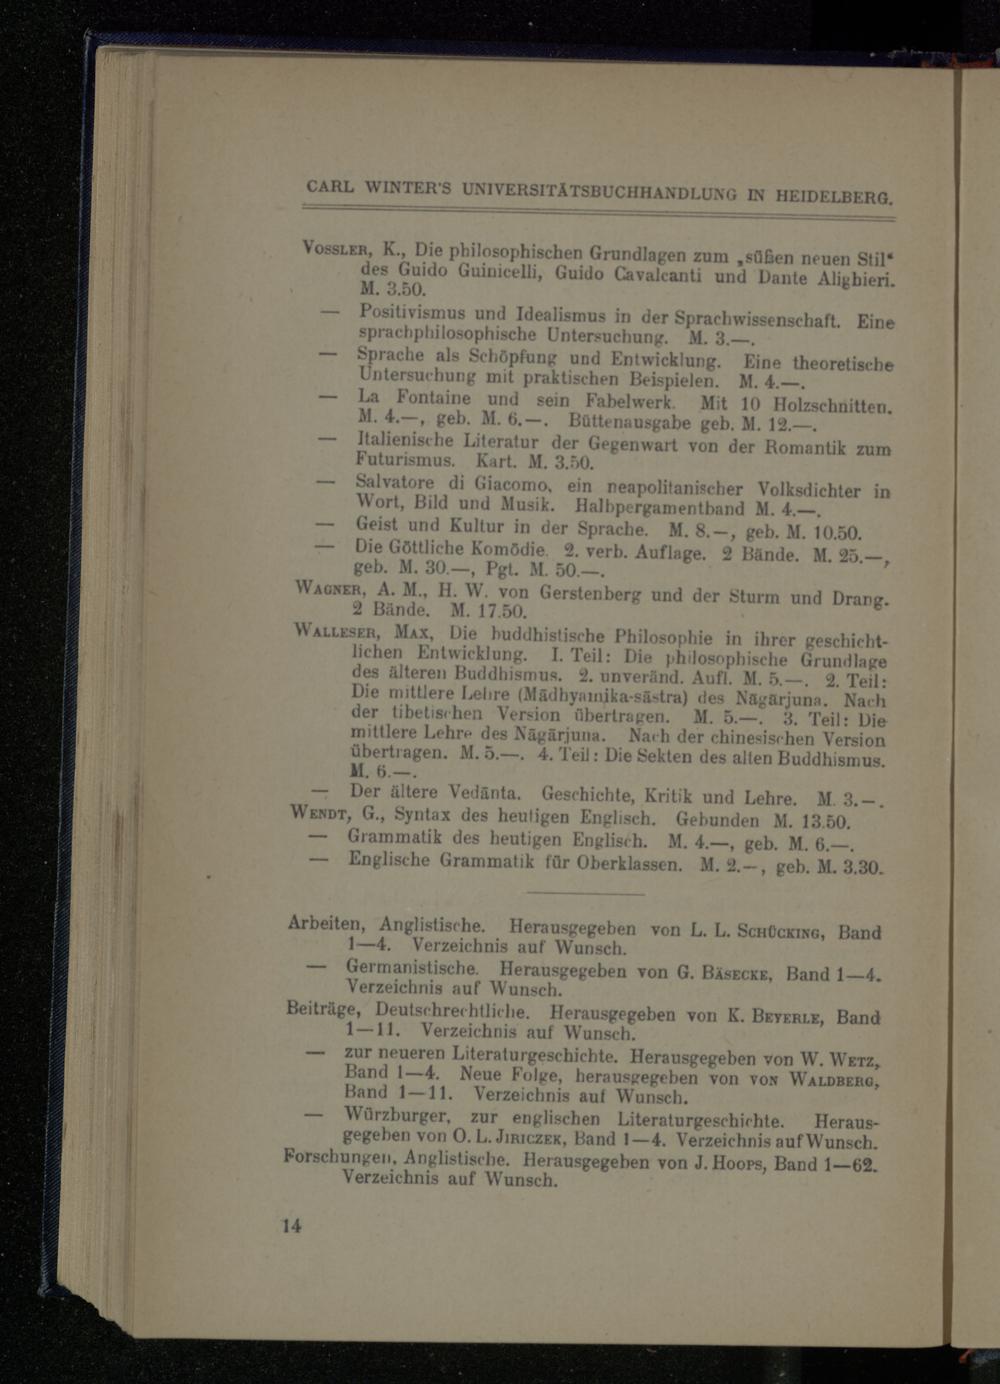 CARL WINTER'S UNIVERSITÄTSBUCHHANDLUNG IN HEIDELBERG.
VOSSLER, K., Die philosophischen Grundlagen zum „süßen neuen Stil“
des Guido Guinicelli, Guido Cavalcanti und Dante Alighieri.
M. 3.50.
— Positivismus und Idealismus in der Sprachwissenschaft. Eine
sprachphilosophische Untersuchung. M. 3.—.
— Sprache als Schöpfung und Entwicklung. Eine theoretische
Untersuchung mit praktischen Beispielen. M. 4.—.
— La Fontaine und sein Fabelwerk. Mit 10 Holzschnitten.
M. 4.—, geb. M. 6.—. Büttenausgabe geb. M. 12.—.
— Italienische Literatur der Gegenwart von der Romantik zum
Futurismus. Kart. M. 3.50.
— Salvatore di Giacomo, ein neapolitanischer Volksdichter in
Wort, Bild und Musik. Halbpergamentband M. 4.—.
— Geist und Kultur in der Sprache. M. 8.—, geb. M. 10.50.
— Die Göttliche Komödie. 2. verb. Auflage. 2 Bände. M. 25.—,
geb. M. 30.—, Pgt. M. 50.—.
WAGNER, A. M., H. W. von Gerstenberg und der Sturm und Drang.
2 Bände. M. 17.50.
WALLESER, MAX, Die buddhistische Philosophie in ihrer geschicht-
lichen Entwicklung. I. Teil: Die philosophische Grundlage
des älteren Buddhismus. 2. unveränd. Aufl. M. 5.—. 2. Teil:
Die mittlere Lehre (Mādhyamika-sāstra) des Nāgārjuna. Nach
der tibetischen Version übertragen. M. 5.—. 3. Teil: Die
mittlere Lehre des Nāgārjuna. Nach der chinesischen Version
übertragen. M. 5.—. 4. Teil: Die Sekten des alten Buddhismus.
M. 6.—.
— Der ältere Vedānta. Geschichte, Kritik und Lehre. M. 3.—.
WENDT, G., Syntax des heutigen Englisch. Gebunden M. 13.50.
— Grammatik des heutigen Englisch. M. 4.—, geb. M. 6.—.
— Englische Grammatik für Oberklassen. M. 2.—, geb. M. 3.30.
Arbeiten, Anglistische. Herausgegeben von L. L. SCHÜCKING, Band
1—4. Verzeichnis auf Wunsch.
— Germanistische. Herausgegeben von G. BÄSECKE, Band 1—4.
Verzeichnis auf Wunsch.
Beiträge, Deutschrechtliche. Herausgegeben von K. BEYERLE, Band
1—11. Verzeichnis auf Wunsch.
— zur neueren Literaturgeschichte. Herausgegeben von W. WETZ,
Band 1—4. Neue Folge, herausgegeben von VON WALDBERG,
Band 1—11. Verzeichnis auf Wunsch.
— Würzburger, zur englischen Literaturgeschichte. Heraus-
gegeben von O. L. JIRICZEK, Band 1—4. Verzeichnis auf Wunsch.
Forschungen, Anglistische. Herausgegeben von J. HOOPS, Band 1—62.
Verzeichnis auf Wunsch.
14